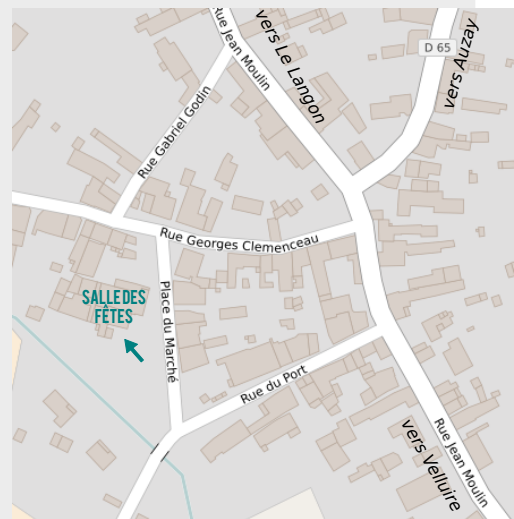 Rue Jean Moulin
vers Le Langon
D 65
vers Auzay
Rue Gabriel Godin
Rue Georges Clemenceau
SALLE DES
FÊTES
Place du Marché
Rue du Port
vers Velluire
Rue Jean Moulin